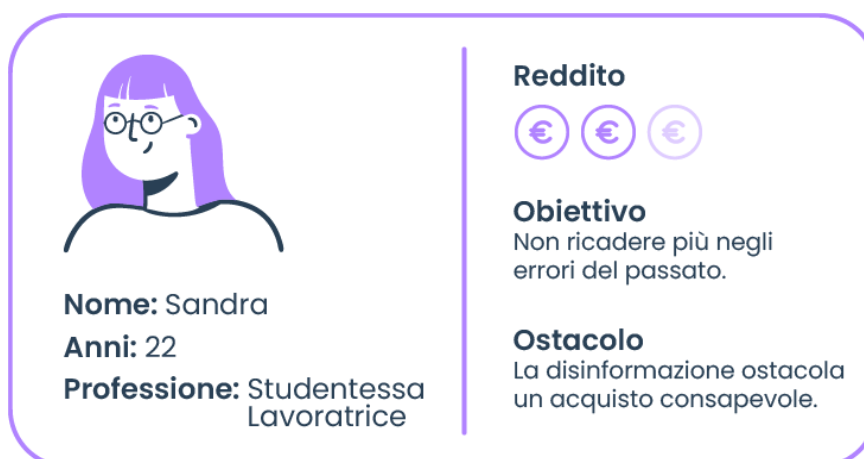 Nome: Sandra
Anni: 22
Professione: Studentessa
Lavoratrice
Reddito
€ € €
Obiettivo
Non ricadere più negli
errori del passato.
Ostacolo
La disinformazione ostacola
un acquisto consapevole.